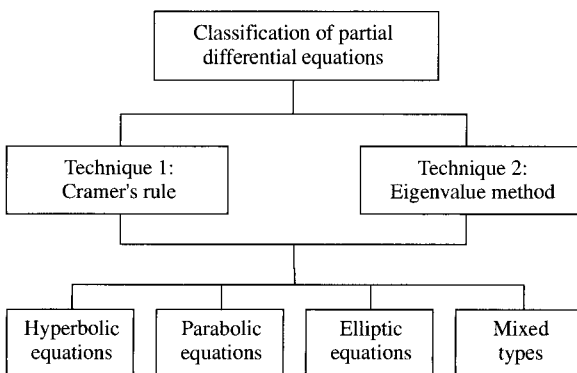 Classification of partial
differential equations
Technique 1:
Cramer's rule
Technique 2:
Eigenvalue method
Hyperbolic
equations
Parabolic
equations
Elliptic
equations
Mixed
types